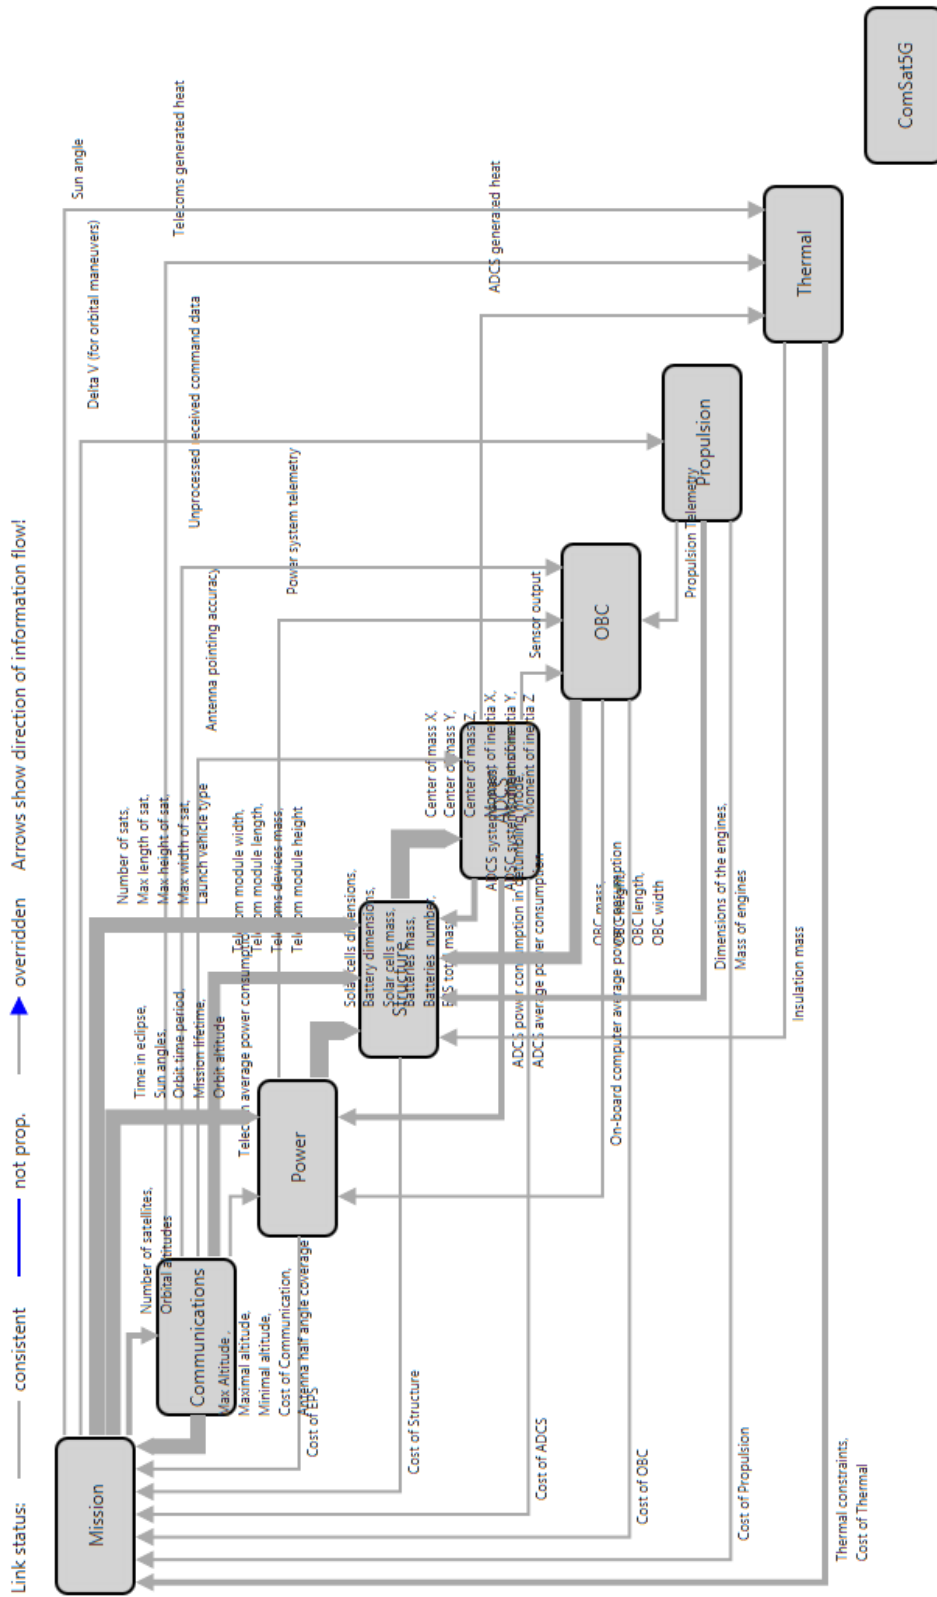 Link status:
consistent
not prop.
overridden
Arrows show direction of information flow!
Mission
Communications
Power
Structure
ADCS
OBC
Propulsion
Thermal
ComSat5G
Sun angle
Delta V (for orbital maneuvers)
Telecoms generated heat
Unprocessed received command data
Antenna pointing accuracy
Power system telemetry
ADCS generated heat
Sensor output
Propulsion Telemetry
Number of sats,
Max length of sat,
Max height of sat,
Max width of sat,
Launch vehicle type
Time in eclipse,
Sun angles,
Orbit time period,
Mission lifetime,
Orbit altitude
Number of satellites,
Orbital altitudes
Telecom module width,
Telecom module length,
Telecoms devices mass,
Telecom module height
Telecom average power consumption
Solar cells dimensions,
Battery dimensions,
Solar cells mass,
Batteries mass,
Batteries number,
EPS total mass
Center of mass X,
Center of mass Y,
Center of mass Z,
Moment of inertia X,
Moment of inertia Y,
Moment of inertia Z
ADCS system mass,
ADCS power consumption in detumbling mode,
ADCS average power consumption
OBC mass,
OBC height,
OBC length,
OBC width
On-board computer average power consumption
Dimensions of the engines,
Mass of engines
Insulation mass
Max Altitude,
Maximal altitude,
Minimal altitude,
Cost of Communication,
Antenna half angle coverage
Cost of EPS
Cost of Structure
Cost of ADCS
Cost of OBC
Cost of Propulsion
Thermal constraints,
Cost of Thermal